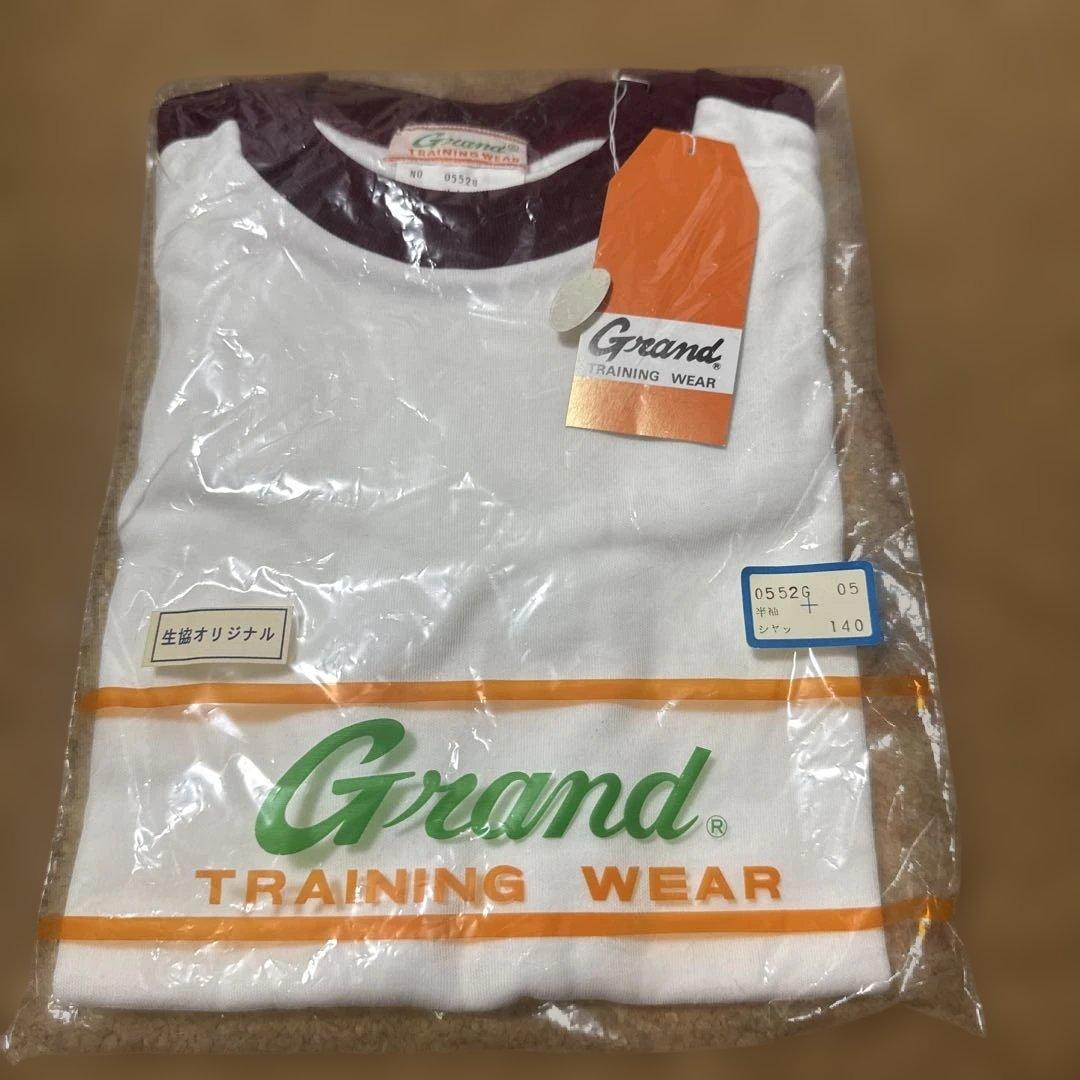 Grand®
TRAINING WEAR
NO 05528
Grand®
TRAINING WEAR
0552G 05
半袖
シャツ 140
生協オリジナル
Grand®
TRAINING WEAR